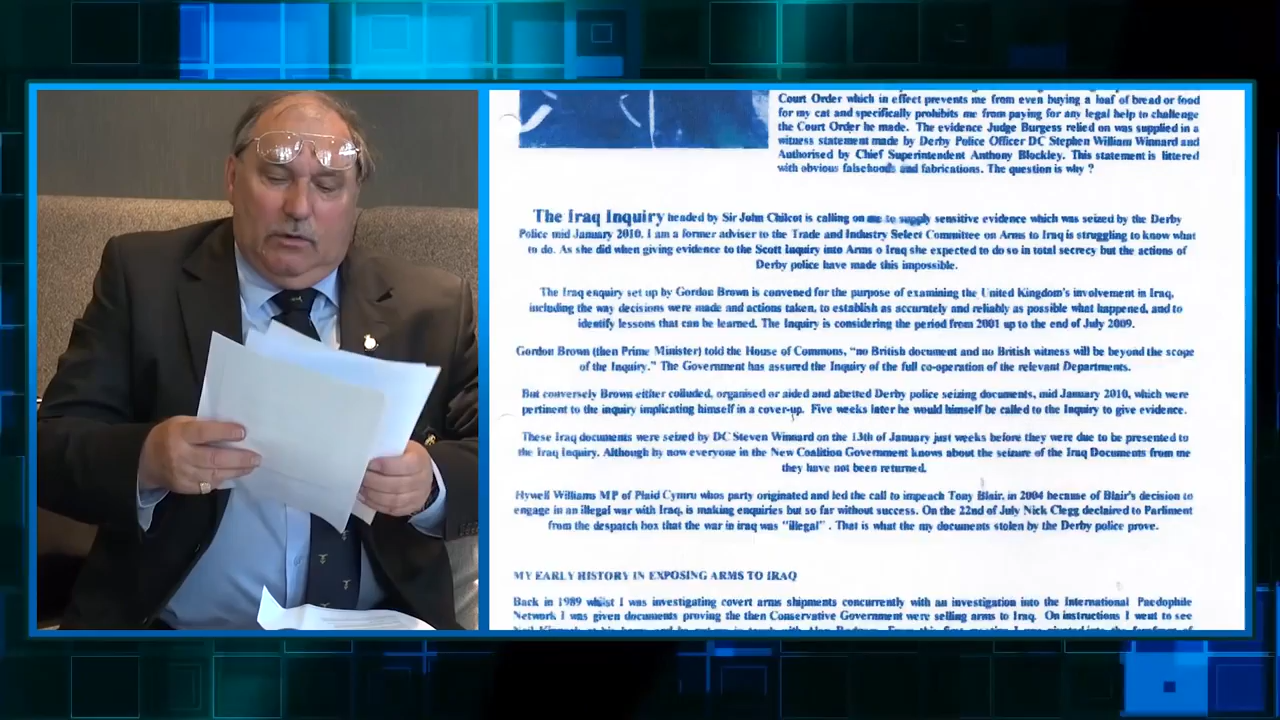 Court Order which in effect prevents me from even buying a loaf of bread or food
for my cat and specifically prohibits me from paying for any legal help to challenge
the Court Order he made. The evidence Judge Burgess relied on was supplied in a
witness statement made by Derby Police Officer DC Stephen William Winnard and
Authorised by Chief Superintendent Anthony Blockley. This statement is littered
with obvious falsehoods and fabrications. The question is why ?
The Iraq Inquiry headed by Sir John Chilcot is calling on me to supply sensitive evidence which was seized by the Derby
Police mid January 2010. I am a former adviser to the Trade and Industry Select Committee on Arms to Iraq is struggling to know what
to do. As she did when giving evidence to the Scott Inquiry into Arms o Iraq she expected to do so in total secrecy but the actions of
Derby police have made this impossible.
The Iraq enquiry set up by Gordon Brown is convened for the purpose of examining the United Kingdom's involvement in Iraq,
including the way decisions were made and actions taken, to establish as accurately and reliably as possible what happened, and to
identify lessons that can be learned. The Inquiry is considering the period from 2001 up to the end of July 2009.
Gordon Brown (then Prime Minister) told the House of Commons, "no British document and no British witness will be beyond the scope
of the Inquiry." The Government has assured the Inquiry of the full co-operation of the relevant Departments.
But conversely Brown either colluded, organised or aided and abetted Derby police seizing documents, mid January 2010, which were
pertinent to the inquiry implicating himself in a cover-up. Five weeks later he would himself be called to the Inquiry to give evidence.
These Iraq documents were seized by DC Steven Winnard on the 13th of January just weeks before they were due to be presented to
the Iraq Inquiry. Although by now everyone in the New Coalition Government knows about the seizure of the Iraq Documents from me
they have not been returned.
Hywell Williams MP of Plaid Cymru whos party originated and led the call to impeach Tony Blair, in 2004 because of Blair's decision to
engage in an illegal war with Iraq, is making enquiries but so far without success. On the 22nd of July Nick Clegg declaired to Parliment
from the despatch box that the war in iraq was "illegal" . That is what the my documents stolen by the Derby police prove.
MY EARLY HISTORY IN EXPOSING ARMS TO IRAQ
Back in 1989 whilst I was investigating covert arms shipments concurrently with an investigation into the International Paedophile
Network I was given documents proving the then Conservative Government were selling arms to Iraq. On instructions I went to see